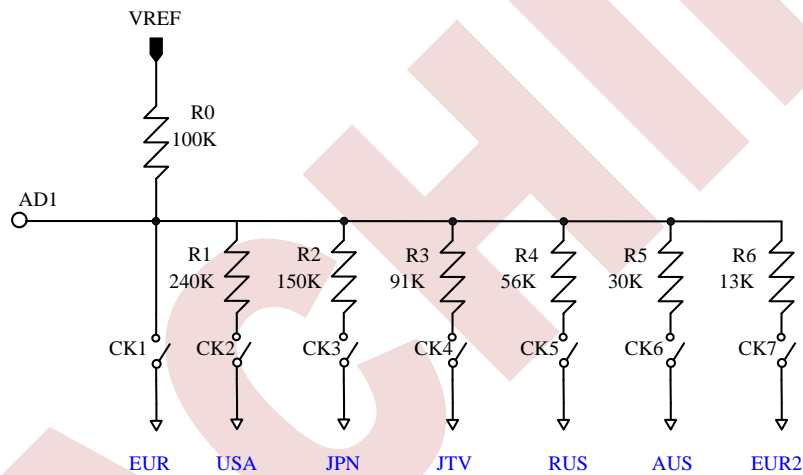 VREF
R0
100K
AD1
R1
240K
R2
150K
R3
91K
R4
56K
R5
30K
R6
13K
CK1
CK2
CK3
CK4
CK5
CK6
CK7
EUR
USA
JPN
JTV
RUS
AUS
EUR2